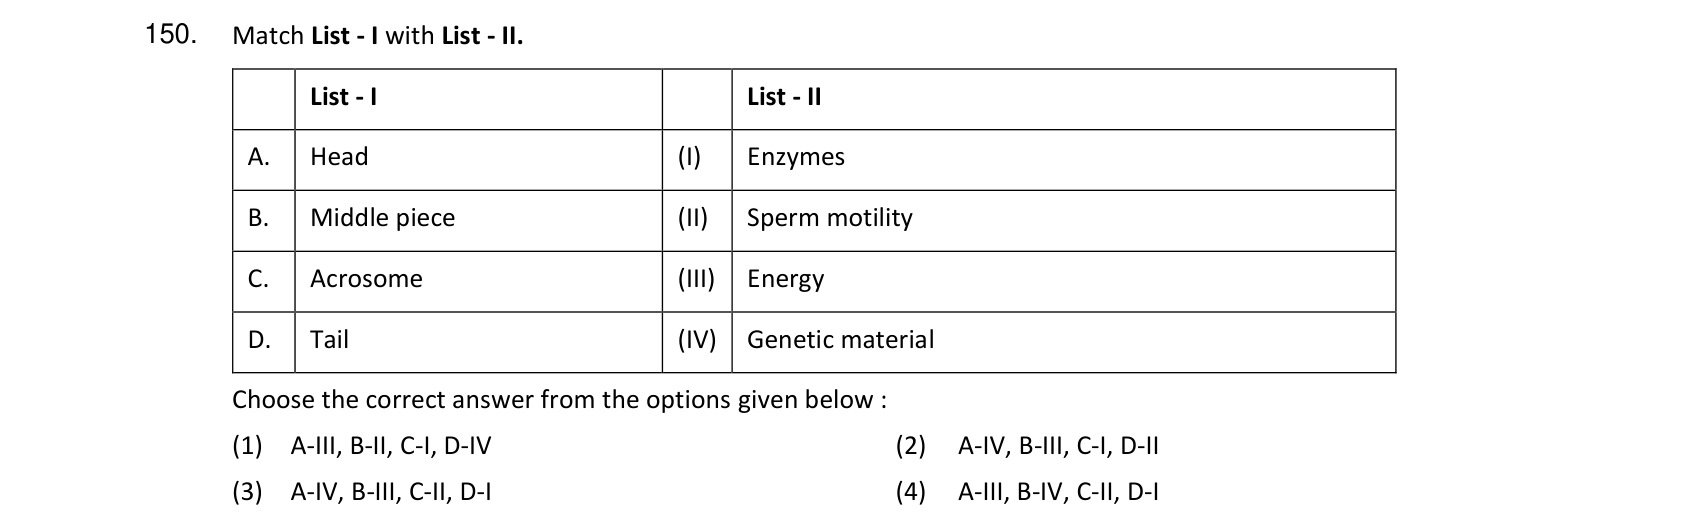 150. Match List - I with List - II.
List - I List - II
A. Head (I) Enzymes
B. Middle piece (II) Sperm motility
C. Acrosome (III) Energy
D. Tail (IV) Genetic material
Choose the correct answer from the options given below :
(1) A-III, B-II, C-I, D-IV (2) A-IV, B-III, C-I, D-II
(3) A-IV, B-III, C-II, D-I (4) A-III, B-IV, C-II, D-I